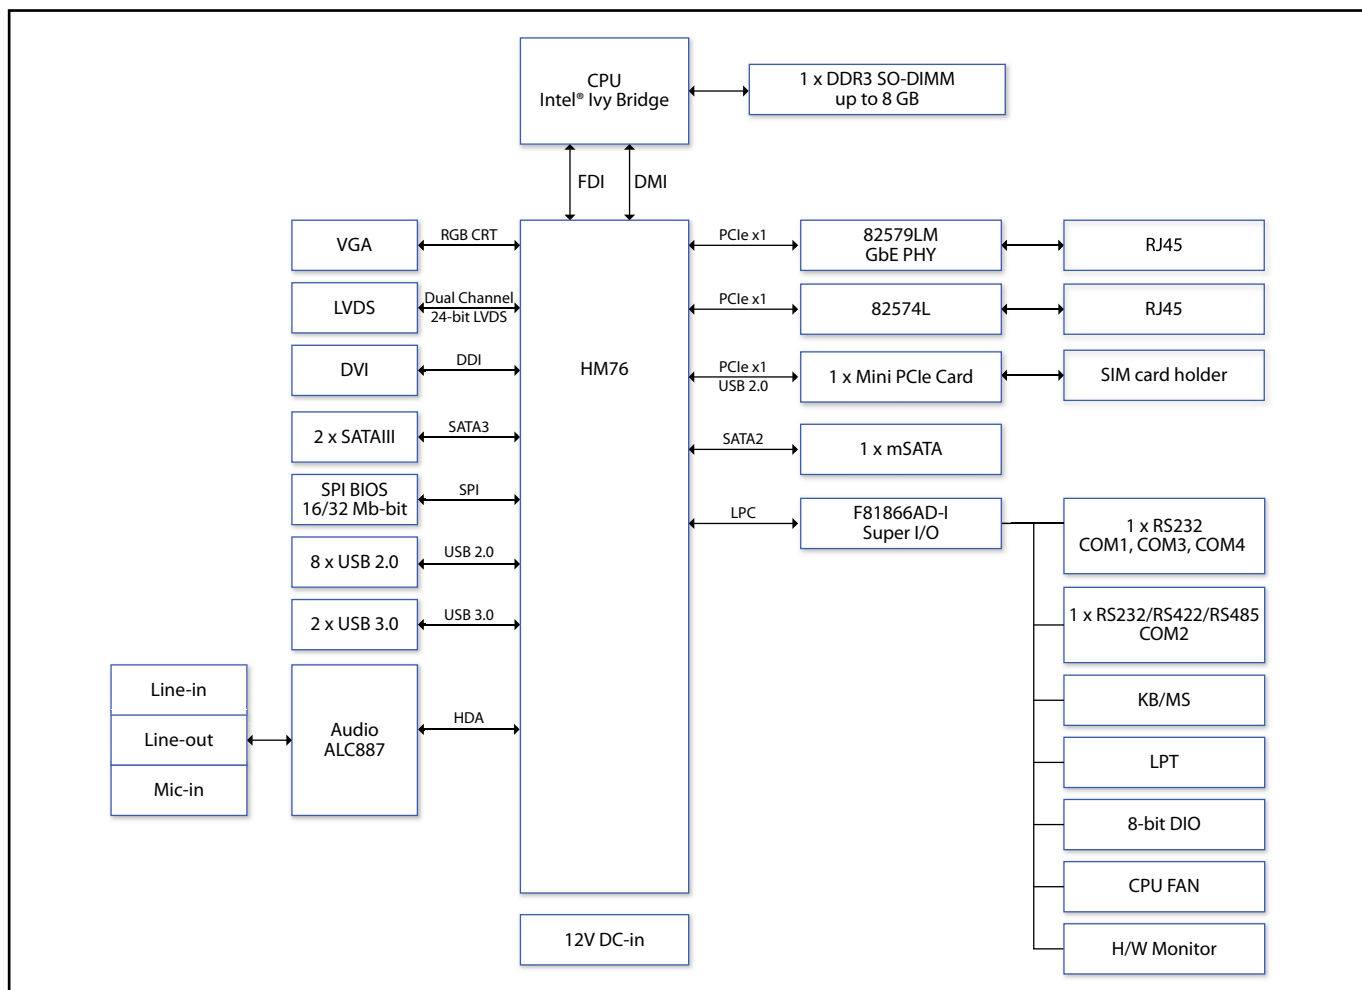 CPU
Intel® Ivy Bridge
1 x DDR3 SO-DIMM
up to 8 GB
FDI
DMI
VGA
RGB CRT
LVDS
Dual Channel
24-bit LVDS
DVI
DDI
2 x SATAIII
SATA3
SPI BIOS
16/32 Mb-bit
SPI
8 x USB 2.0
USB 2.0
2 x USB 3.0
USB 3.0
Line-in
Line-out
Mic-in
Audio
ALC887
HDA
HM76
12V DC-in
PCIe x1
82579LM
GbE PHY
RJ45
PCIe x1
82574L
RJ45
PCIe x1
USB 2.0
1 x Mini PCIe Card
SIM card holder
SATA2
1 x mSATA
LPC
F81866AD-I
Super I/O
1 x RS232
COM1, COM3, COM4
1 x RS232/RS422/RS485
COM2
KB/MS
LPT
8-bit DIO
CPU FAN
H/W Monitor